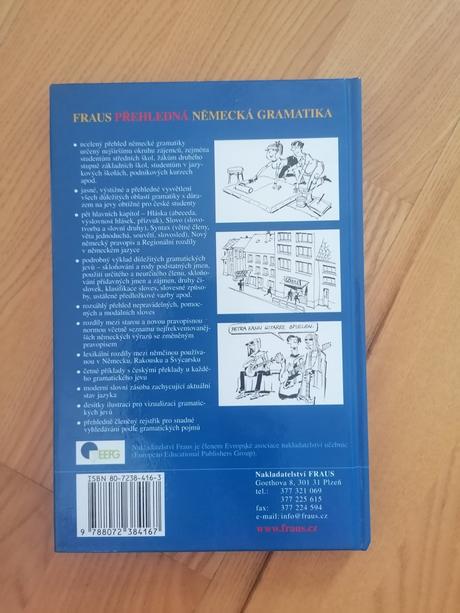 FRAUS PŘEHLEDNÁ NĚMECKÁ GRAMATIKA
• ucelený přehled německé gramatiky
určený nejširšímu okruhu zájemců, zejména
studentům středních škol, žákům druhého
stupně základních škol, studentům v jazy-
kových školách, podnikových kurzech
apod.
• jasné, výstižné a přehledné vysvětlení
všech důležitých oblastí gramatiky s důra-
zem na jevy obtížné pro české studenty
• pět hlavních kapitol – Hláska (abeceda,
výslovnost hlásek, přízvuk), Slovo (slovo-
tvorba a slovní druhy), Syntax (větné členy,
věta jednoduchá, souvětí, slovosled), Nový
německý pravopis a Regionální rozdíly
v německém jazyce
• podrobný výklad důležitých gramatických
jevů – skloňování a rody podstatných jmen,
použití určitého a neurčitého členu, skloňo-
vání přídavných jmen a zájmen, druhy čí-
slovek, klasifikace sloves, slovesné způso-
by, ustálené předložkové vazby apod.
• rozsáhlý přehled nepravidelných, pomoc-
ných a modálních sloves
• rozdíly mezi starou a novou pravopisnou
normou včetně seznamu nejfrekventovaněj-
ších německých výrazů se změněným
pravopisem
• lexikální rozdíly mezi němčinou používa-
nou v Německu, Rakousku a Švýcarsku
• četné příklady s českými překlady u každé-
ho gramatického jevu
• moderní slovní zásoba zachycující aktuální
stav jazyka
• desítky ilustrací pro vizualizaci gramatic-
kých jevů
• přehledně členěný rejstřík pro snadné
vyhledávání podle gramatických pojmů
PETRA KANN GITARRE SPIELEN.
EEPG
Nakladatelství Fraus je členem Evropské asociace nakladatelství učebnic
(European Educational Publishers Group).
ISBN 80-7238-416-3
9 788072 384167
Nakladatelství FRAUS
Goethova 8, 301 31 Plzeň
tel.: 377 321 069
377 225 615
fax: 377 224 594
e-mail: info@fraus.cz
www.fraus.cz